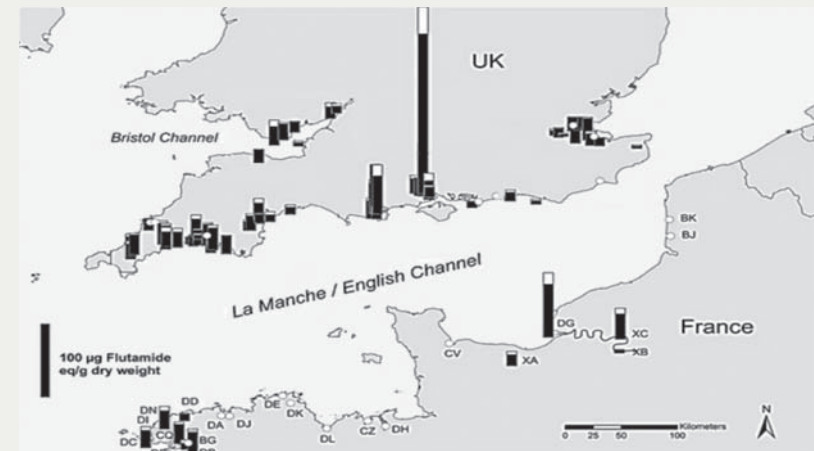 UK
Bristol Channel
BK
BJ
La Manche / English Channel
DG
XC
France
XB
CV
XA
100 µg Flutamide
eq/g dry weight
DE
DK
DN
DD
DI
DA
DJ
DC
CQ
BG
DL
CZ
DH
N
Kilometers
0 25 50 100